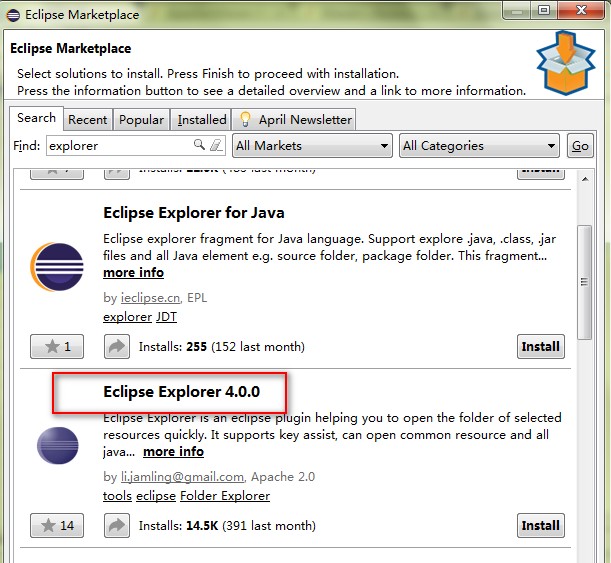 Eclipse Marketplace
Eclipse Marketplace
Select solutions to install. Press Finish to proceed with installation.
Press the information button to see a detailed overview and a link to more information.
Search Recent Popular Installed April Newsletter
Find: explorer All Markets All Categories Go
Installs:
Eclipse Explorer for Java
Eclipse explorer fragment for Java language. Support explore .java, .class, .jar
files and all Java element e.g. source folder, package folder. This fragment...
more info
by ieclipse.cn, EPL
explorer JDT
1 Installs: 255 (152 last month) Install
Eclipse Explorer 4.0.0
Eclipse Explorer is an eclipse plugin helping you to open the folder of selected
resources quickly. It supports key assist, can open common resource and all
java... more info
by li.jamling@gmail.com, Apache 2.0
tools eclipse Folder Explorer
14 Installs: 14.5K (391 last month) Install